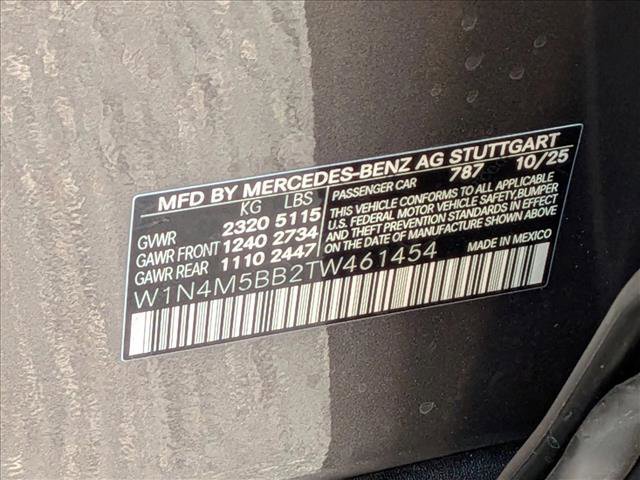 MFD BY MERCEDES-BENZ AG STUTTGART
KG LBS PASSENGER CAR 787 10/25
GVWR 2320 5115
GAWR FRONT 1240 2734
GAWR REAR 1110 2447
THIS VEHICLE CONFORMS TO ALL APPLICABLE
U.S. FEDERAL MOTOR VEHICLE SAFETY, BUMPER
AND THEFT PREVENTION STANDARDS IN EFFECT
ON THE DATE OF MANUFACTURE SHOWN ABOVE.
MADE IN MEXICO
W1N4M5BB2TW461454